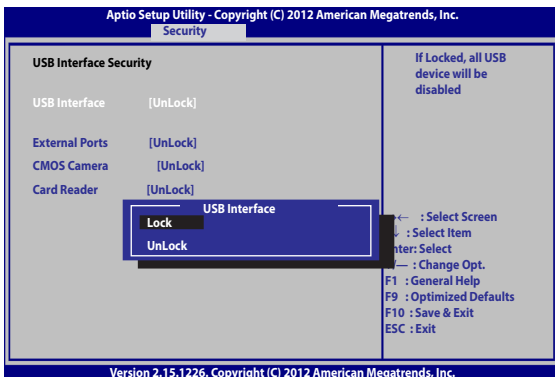 Aptio Setup Utility - Copyright (C) 2012 American Megatrends, Inc.
Security
USB Interface Security
USB Interface [UnLock]
External Ports [UnLock]
CMOS Camera [UnLock]
Card Reader [UnLock]
USB Interface
Lock
UnLock
If Locked, all USB
device will be
disabled
→← : Select Screen
↓ : Select Item
nter: Select
/— : Change Opt.
F1 : General Help
F9 : Optimized Defaults
F10 : Save & Exit
ESC : Exit
Version 2.15.1226. Copyright (C) 2012 American Megatrends, Inc.